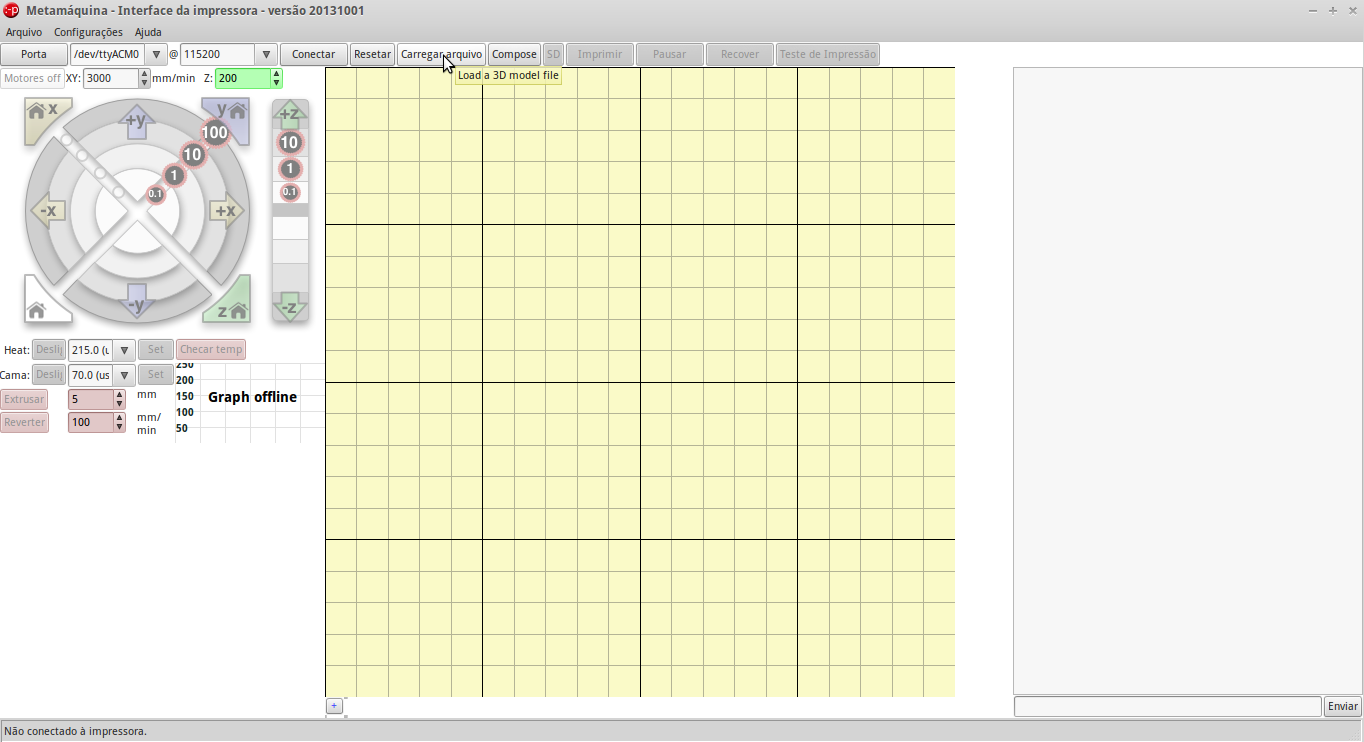 Metamáquina - Interface da impressora - versão 20131001
Arquivo Configurações Ajuda
Porta /dev/ttyACM0 @ 115200 Conectar Resetar Carregar arquivo Compose SD Imprimir Pausar Recover Teste de Impressão
Load a 3D model file
Motores off XY: 3000 mm/min Z: 200
x y
+y +z
100
10 10
1 1
0.1 0.1
-x +x
-y -z
z
Heat: Deslig 215.0 (u Set Checar temp
Cama: Deslig 70.0 (us Set
Extrusar 5 mm
Reverter 100 mm/
min
250
200
150
100
50
Graph offline
+
Enviar
Não conectado à impressora.